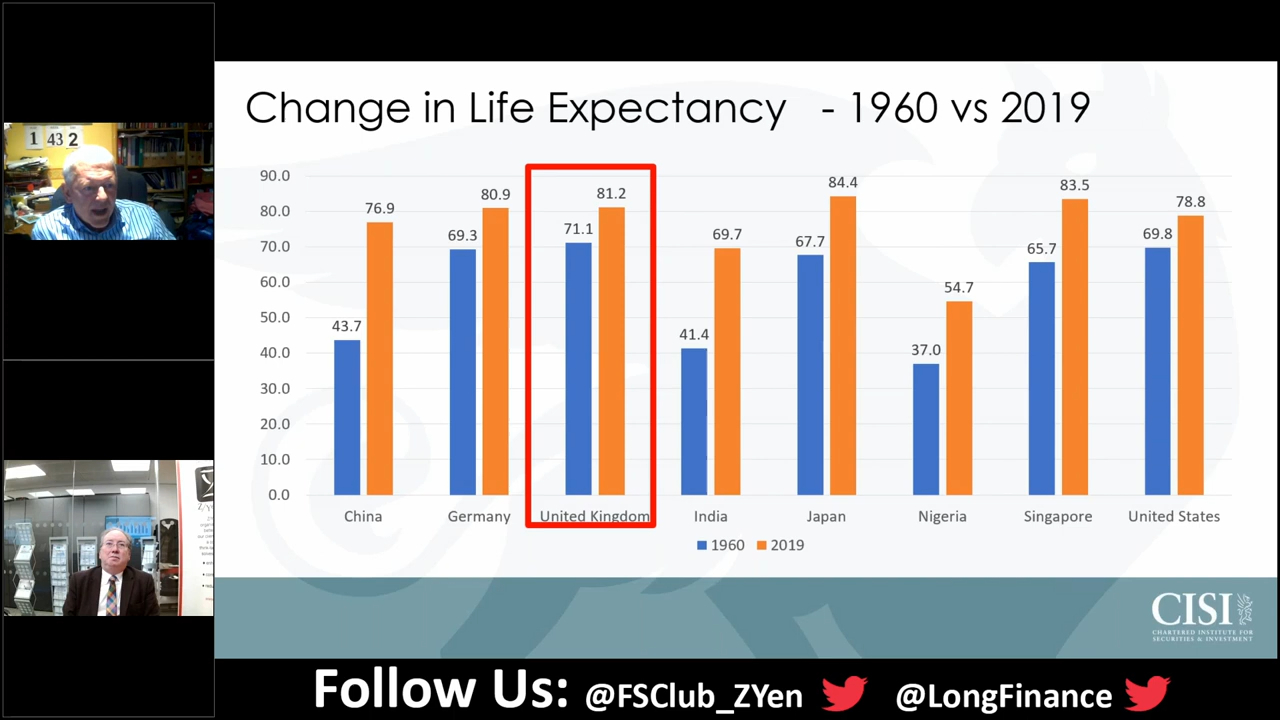 1 43 2
Change in Life Expectancy - 1960 vs 2019
90.0
80.0
70.0
60.0
50.0
40.0
30.0
20.0
10.0
0.0
43.7
76.9
69.3
80.9
71.1
81.2
41.4
69.7
67.7
84.4
37.0
54.7
65.7
83.5
69.8
78.8
China
Germany
United Kingdom
India
Japan
Nigeria
Singapore
United States
1960
2019
CISI
CHARTERED INSTITUTE FOR
SECURITIES & INVESTMENT
Follow Us: @FSClub_ZYen @LongFinance